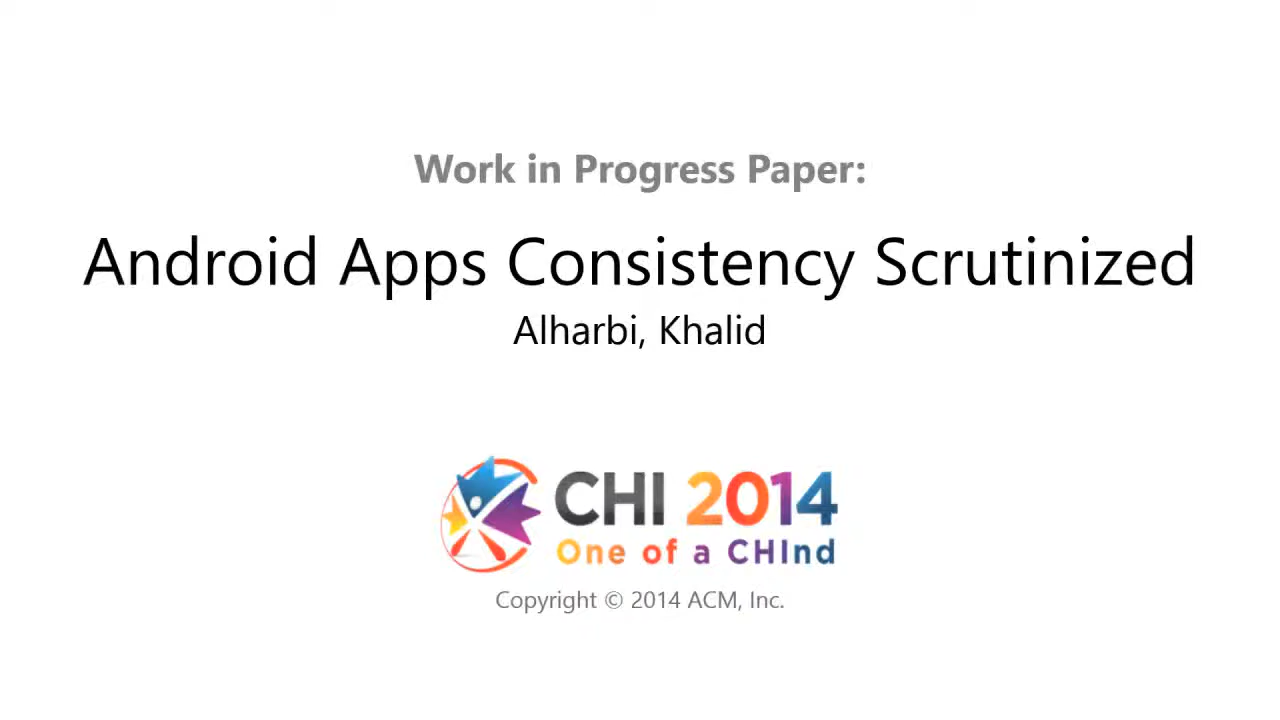 Work in Progress Paper:
Android Apps Consistency Scrutinized
Alharbi, Khalid
CHI 2014
One of a CHInd
Copyright © 2014 ACM, Inc.